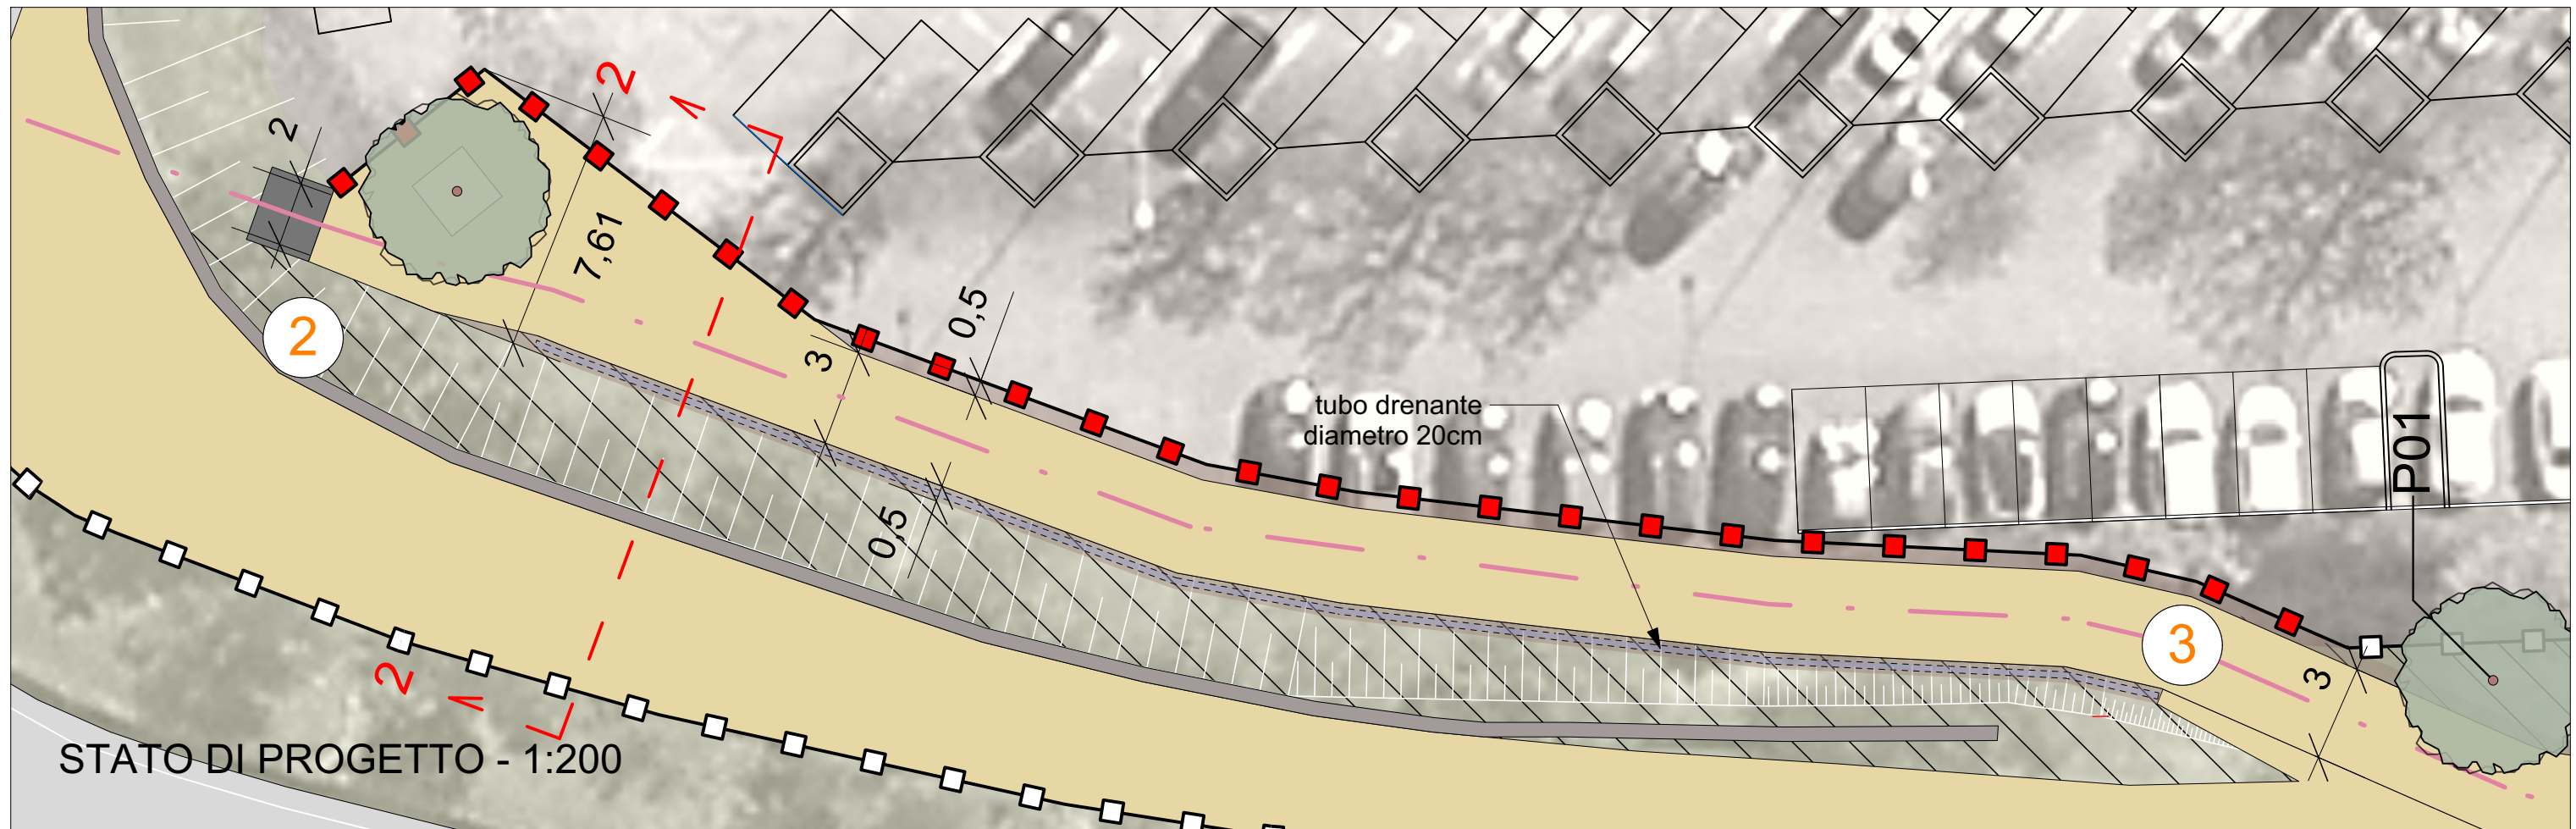 2
2
7,61
0,5
3
2
tubo drenante
diametro 20cm
P01
0,5
3
3
2
STATO DI PROGETTO - 1:200